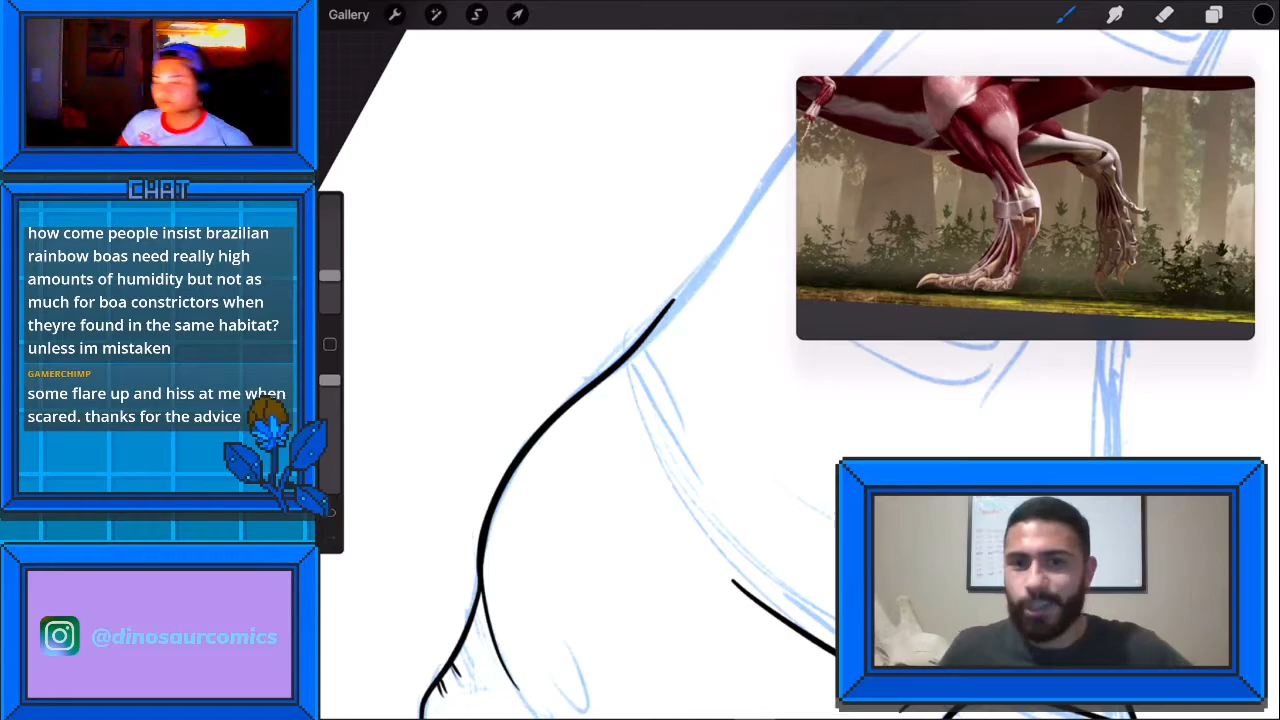 Gallery
CHAT
how come people insist brazilian
rainbow boas need really high
amounts of humidity but not as
much for boa constrictors when
theyre found in the same habitat?
unless im mistaken
GAMERCHIMP
some flare up and hiss at me when
scared. thanks for the advice
@dinosaurcomics